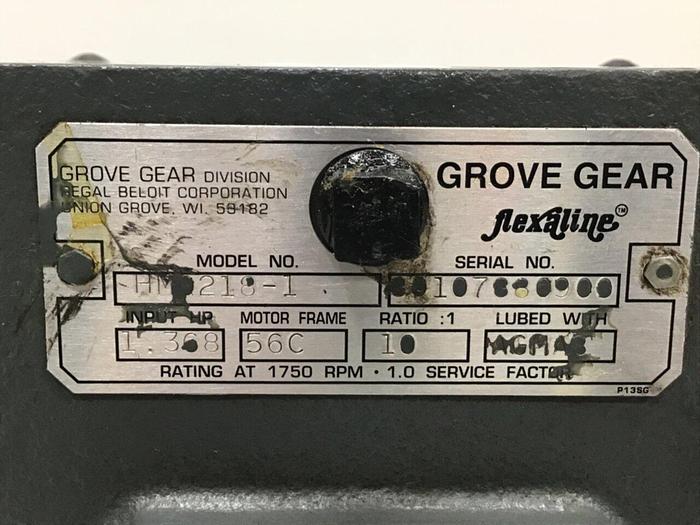 GROVE GEAR DIVISION
REGAL BELOIT CORPORATION
UNION GROVE, WI. 53182
GROVE GEAR
flexaline™
MODEL NO.
SERIAL NO.
INPUT HP
MOTOR FRAME
RATIO :1
LUBED WITH
1.368
56C
10
RATING AT 1750 RPM · 1.0 SERVICE FACTOR
P13SG